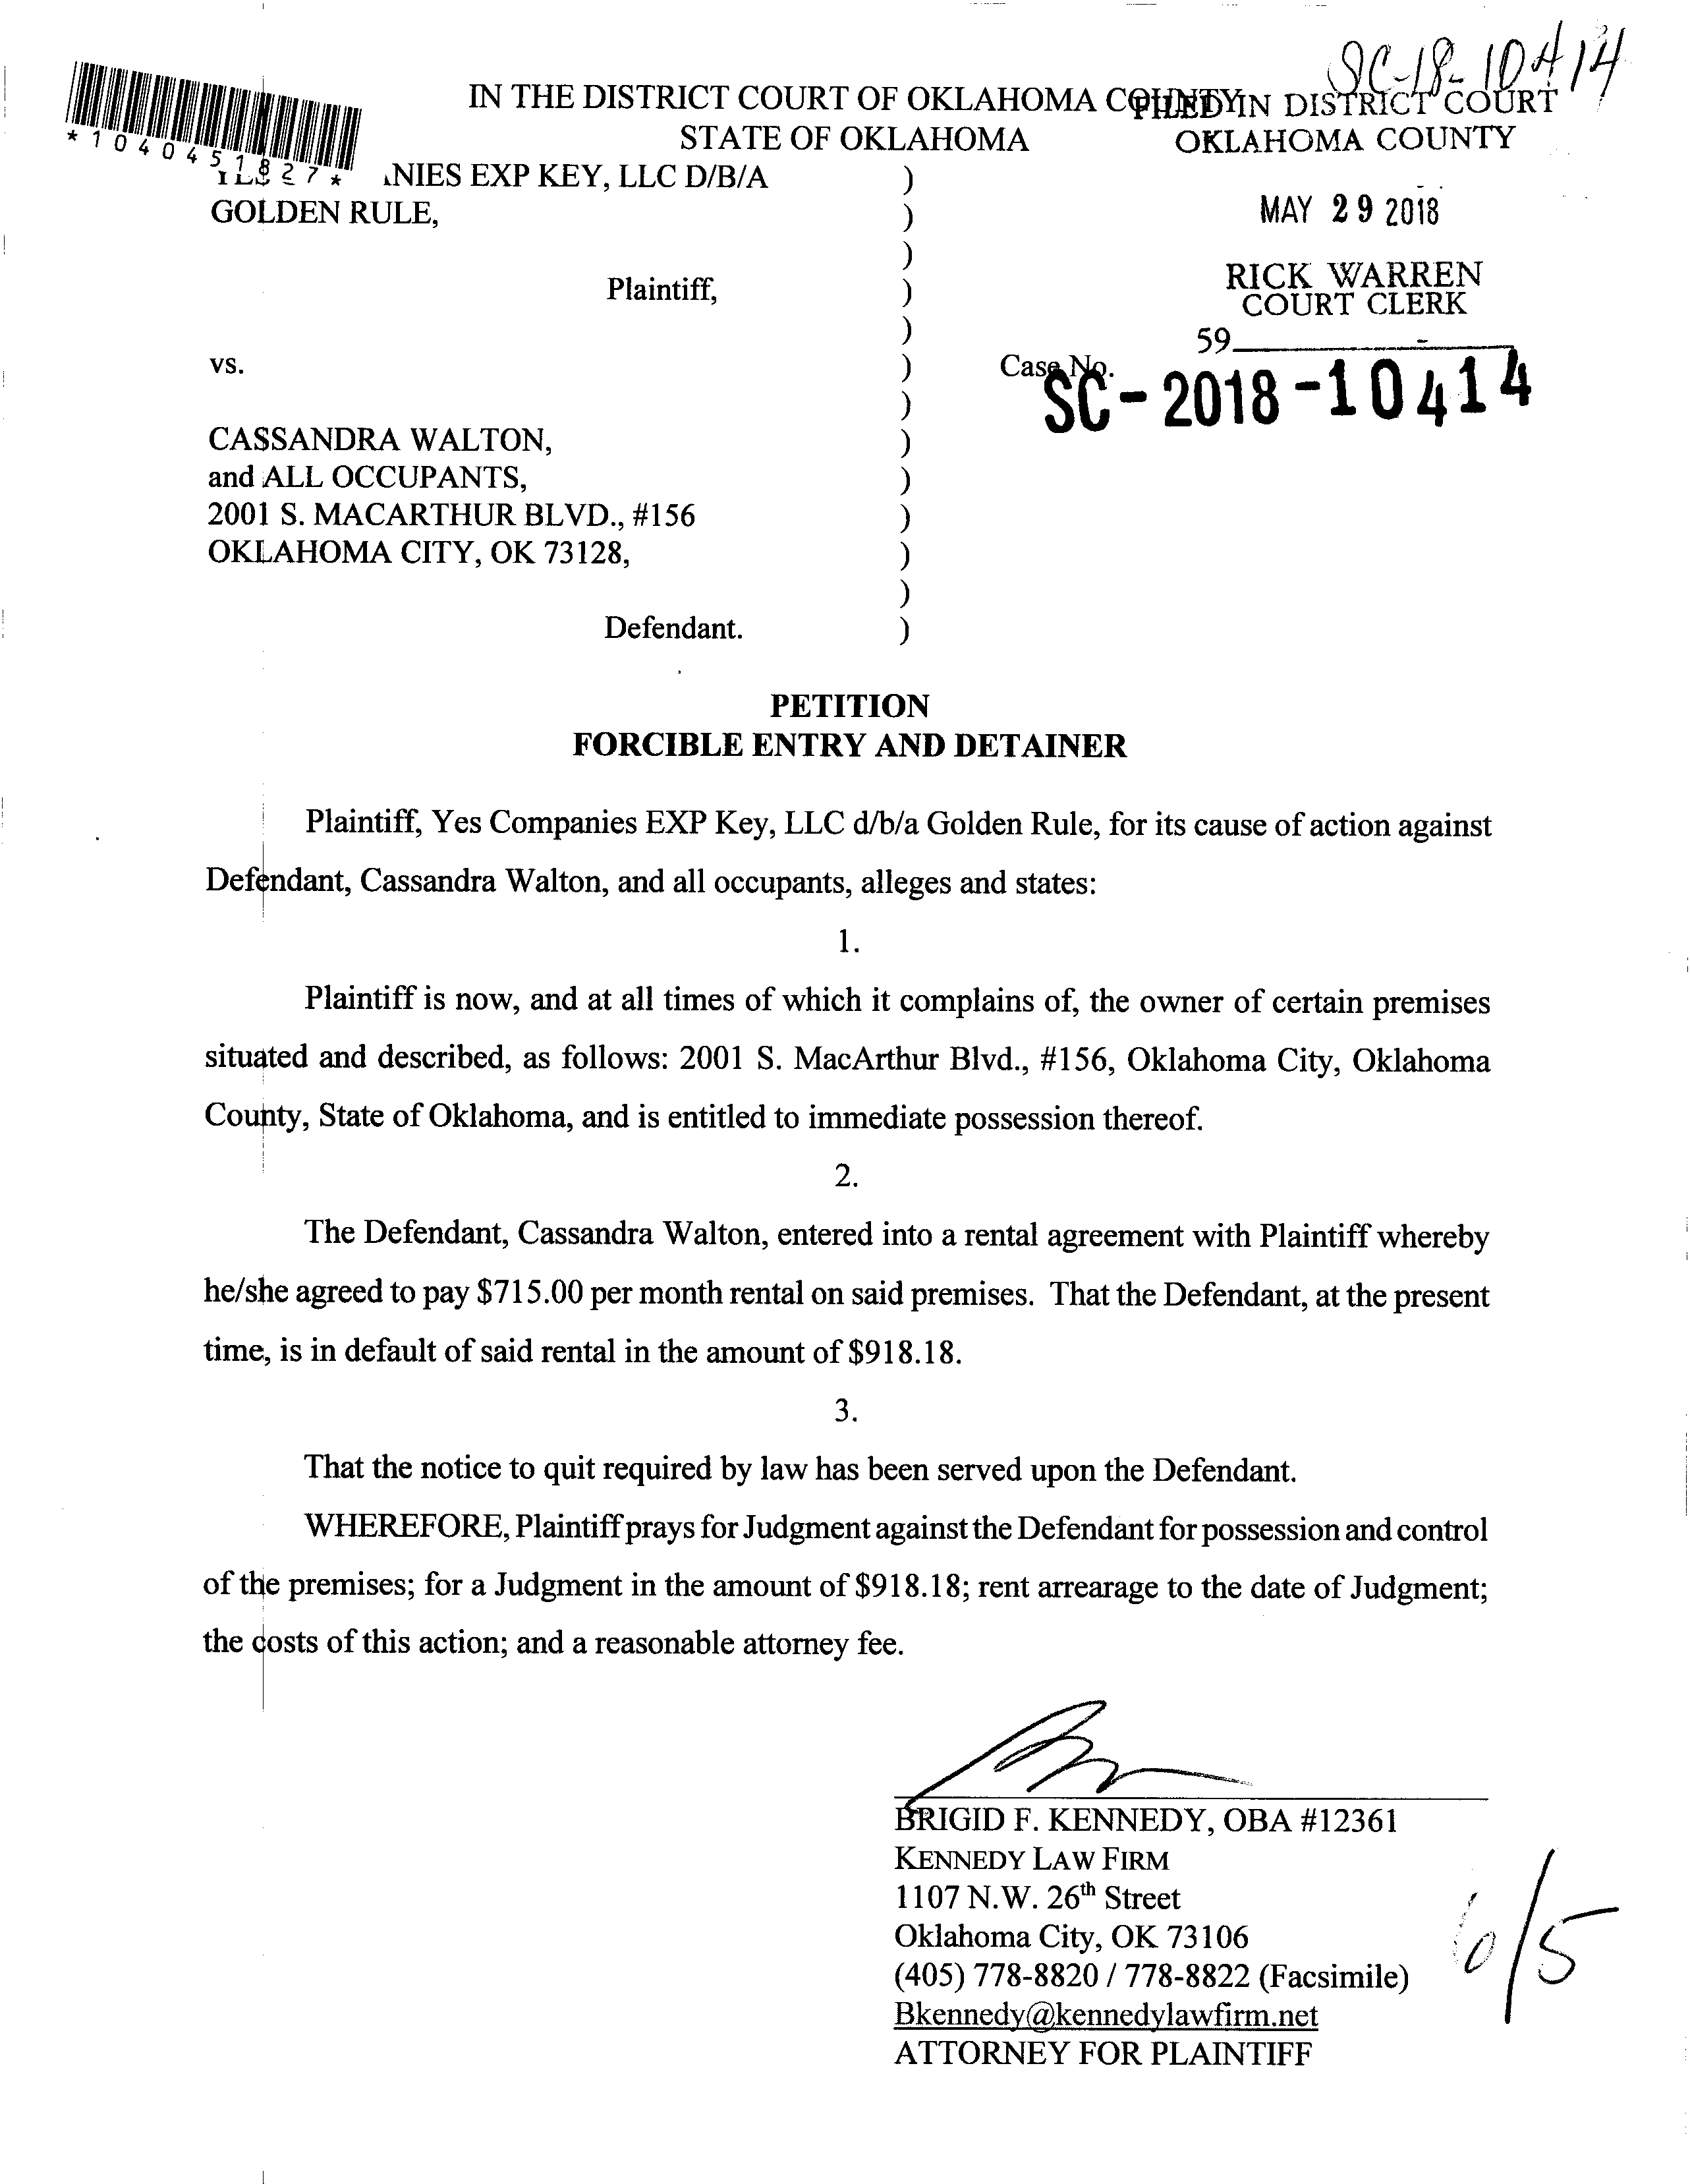 SC-18-10414
IN THE DISTRICT COURT OF OKLAHOMA COUNTY
FILED IN DISTRICT COURT
STATE OF OKLAHOMA
OKLAHOMA COUNTY
*1040451827*
NIES EXP KEY, LLC D/B/A )
GOLDEN RULE, )
MAY 29 2018
)
Plaintiff, )
RICK WARREN
COURT CLERK
)
59
vs. ) Case No.
SC-2018-10414
)
CASSANDRA WALTON, )
and ALL OCCUPANTS, )
2001 S. MACARTHUR BLVD., #156 )
OKLAHOMA CITY, OK 73128, )
)
Defendant. )
PETITION
FORCIBLE ENTRY AND DETAINER
Plaintiff, Yes Companies EXP Key, LLC d/b/a Golden Rule, for its cause of action against
Defendant, Cassandra Walton, and all occupants, alleges and states:
1.
Plaintiff is now, and at all times of which it complains of, the owner of certain premises
situated and described, as follows: 2001 S. MacArthur Blvd., #156, Oklahoma City, Oklahoma
County, State of Oklahoma, and is entitled to immediate possession thereof.
2.
The Defendant, Cassandra Walton, entered into a rental agreement with Plaintiff whereby
he/she agreed to pay $715.00 per month rental on said premises. That the Defendant, at the present
time, is in default of said rental in the amount of $918.18.
3.
That the notice to quit required by law has been served upon the Defendant.
WHEREFORE, Plaintiff prays for Judgment against the Defendant for possession and control
of the premises; for a Judgment in the amount of $918.18; rent arrearage to the date of Judgment;
the costs of this action; and a reasonable attorney fee.
BRIGID F. KENNEDY, OBA #12361
KENNEDY LAW FIRM
1107 N.W. 26th Street
Oklahoma City, OK 73106
(405) 778-8820 / 778-8822 (Facsimile)
Bkennedy@kennedylawfirm.net
ATTORNEY FOR PLAINTIFF
6/5